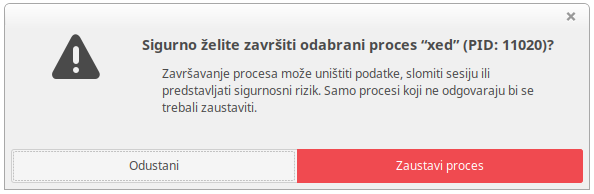 Sigurno želite završiti odabrani proces “xed” (PID: 11020)?
Završavanje procesa može uništiti podatke, slomiti sesiju ili
predstavljati sigurnosni rizik. Samo procesi koji ne odgovaraju bi se
trebali zaustaviti.
Odustani
Zaustavi proces